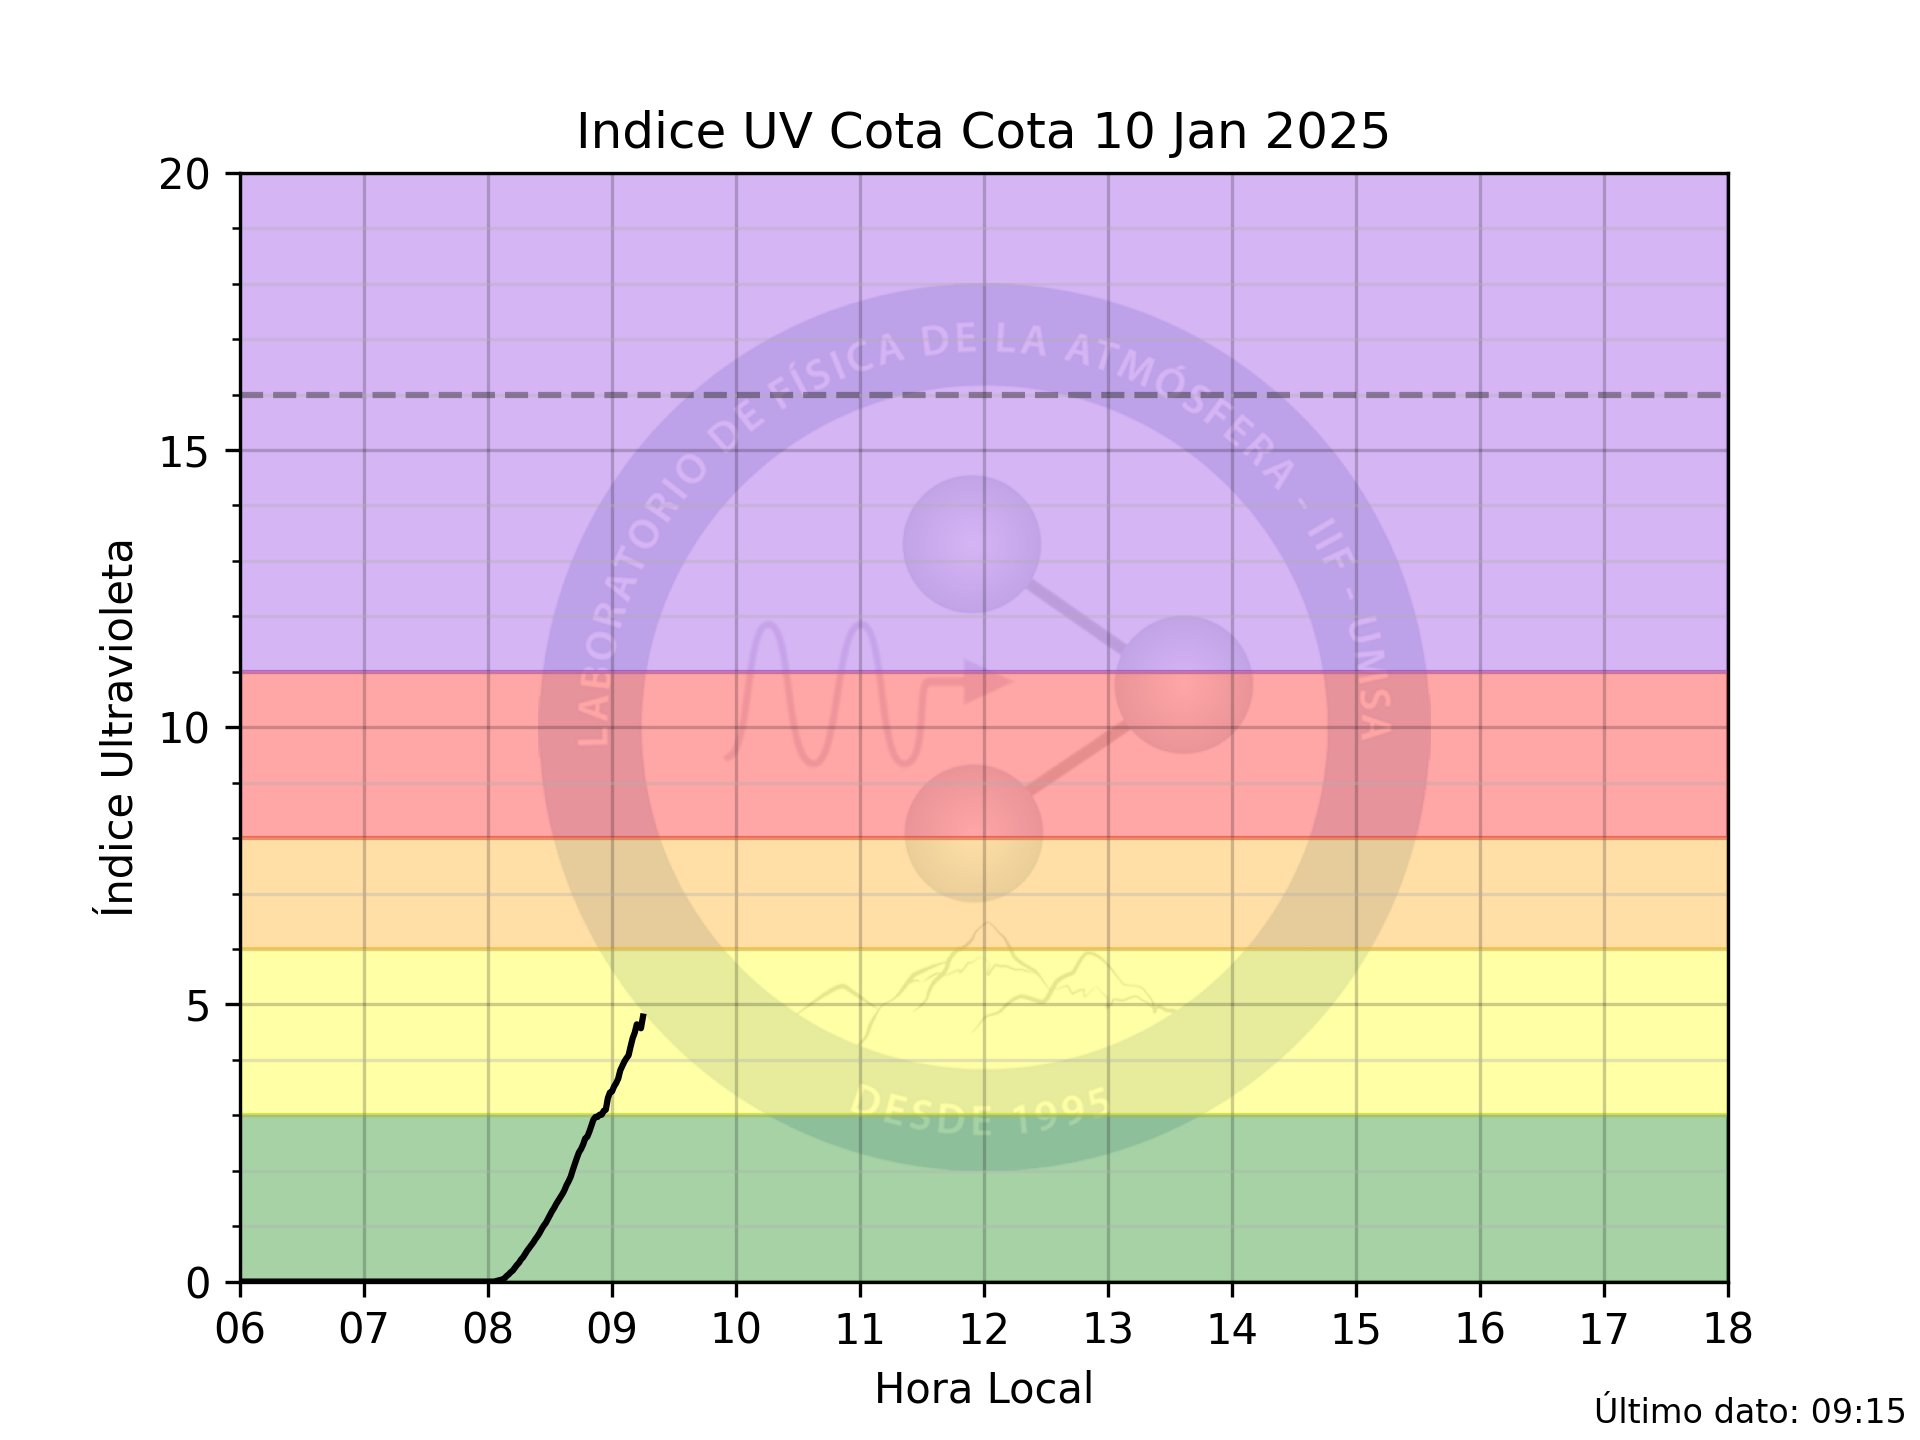 Indice UV Cota Cota 10 Jan 2025
20
15
10
5
0
Índice Ultravioleta
LABORATORIO DE FÍSICA DE LA ATMÓSFERA - IIF - UMSA
DESDE 1995
06 07 08 09 10 11 12 13 14 15 16 17 18
Hora Local
Último dato: 09:15